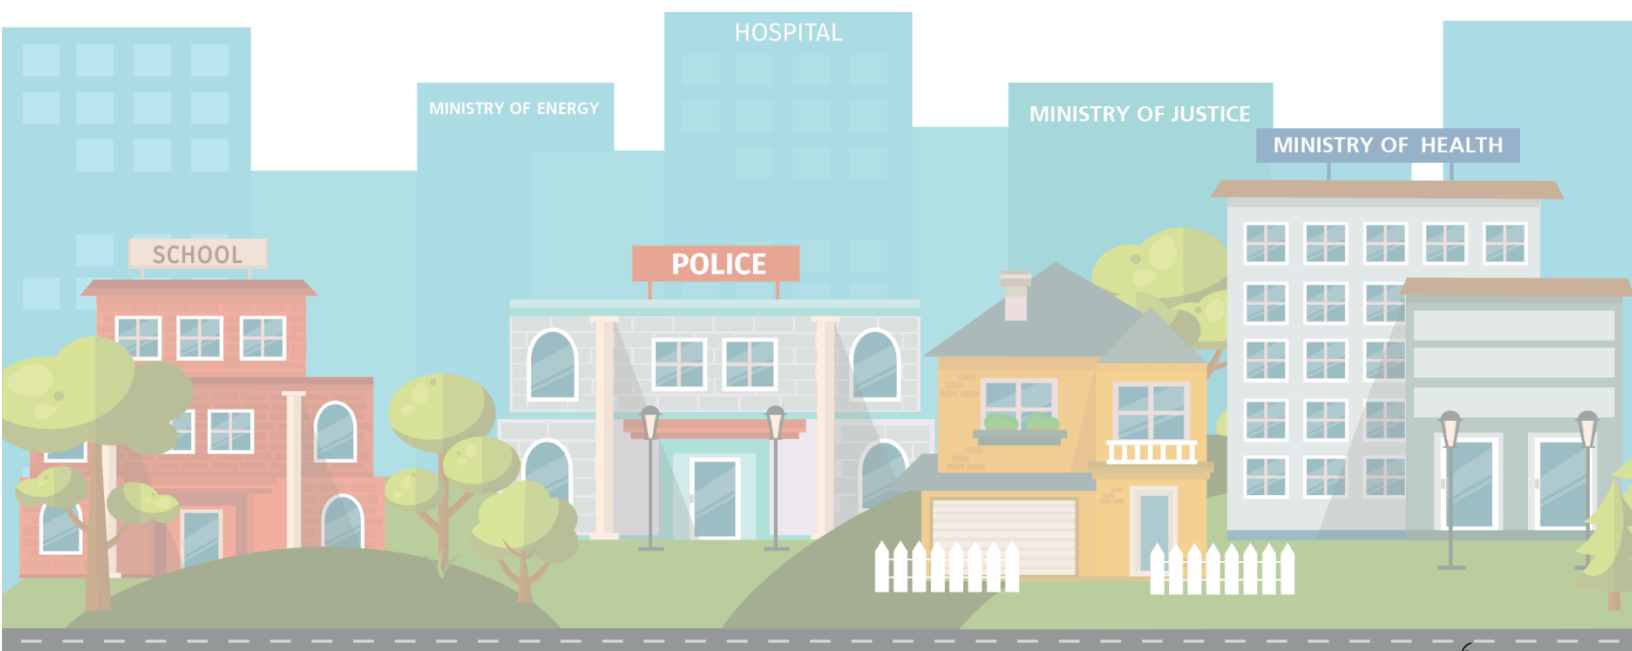 HOSPITAL
MINISTRY OF ENERGY
MINISTRY OF JUSTICE
MINISTRY OF HEALTH
SCHOOL
POLICE